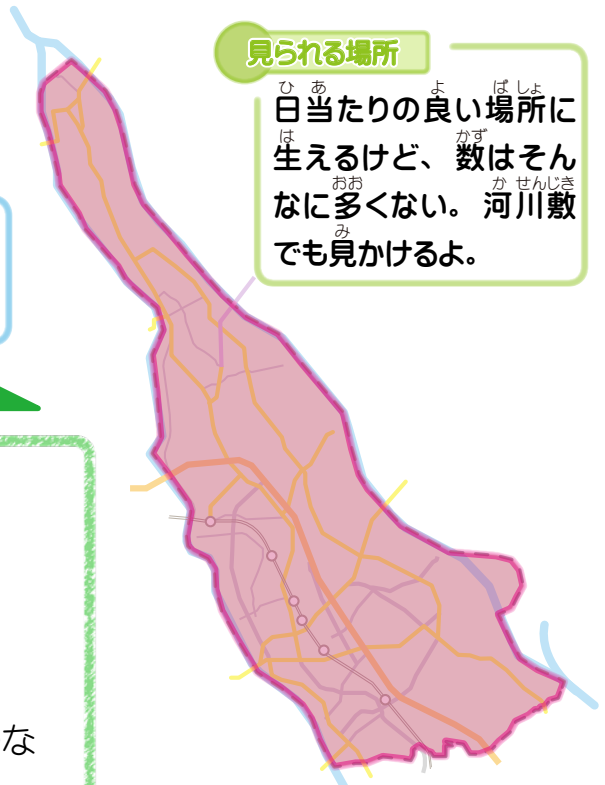 見られる場所
日当たりの良い場所に
生えるけど、数はそん
なに多くない。河川敷
でも見かけるよ。
な